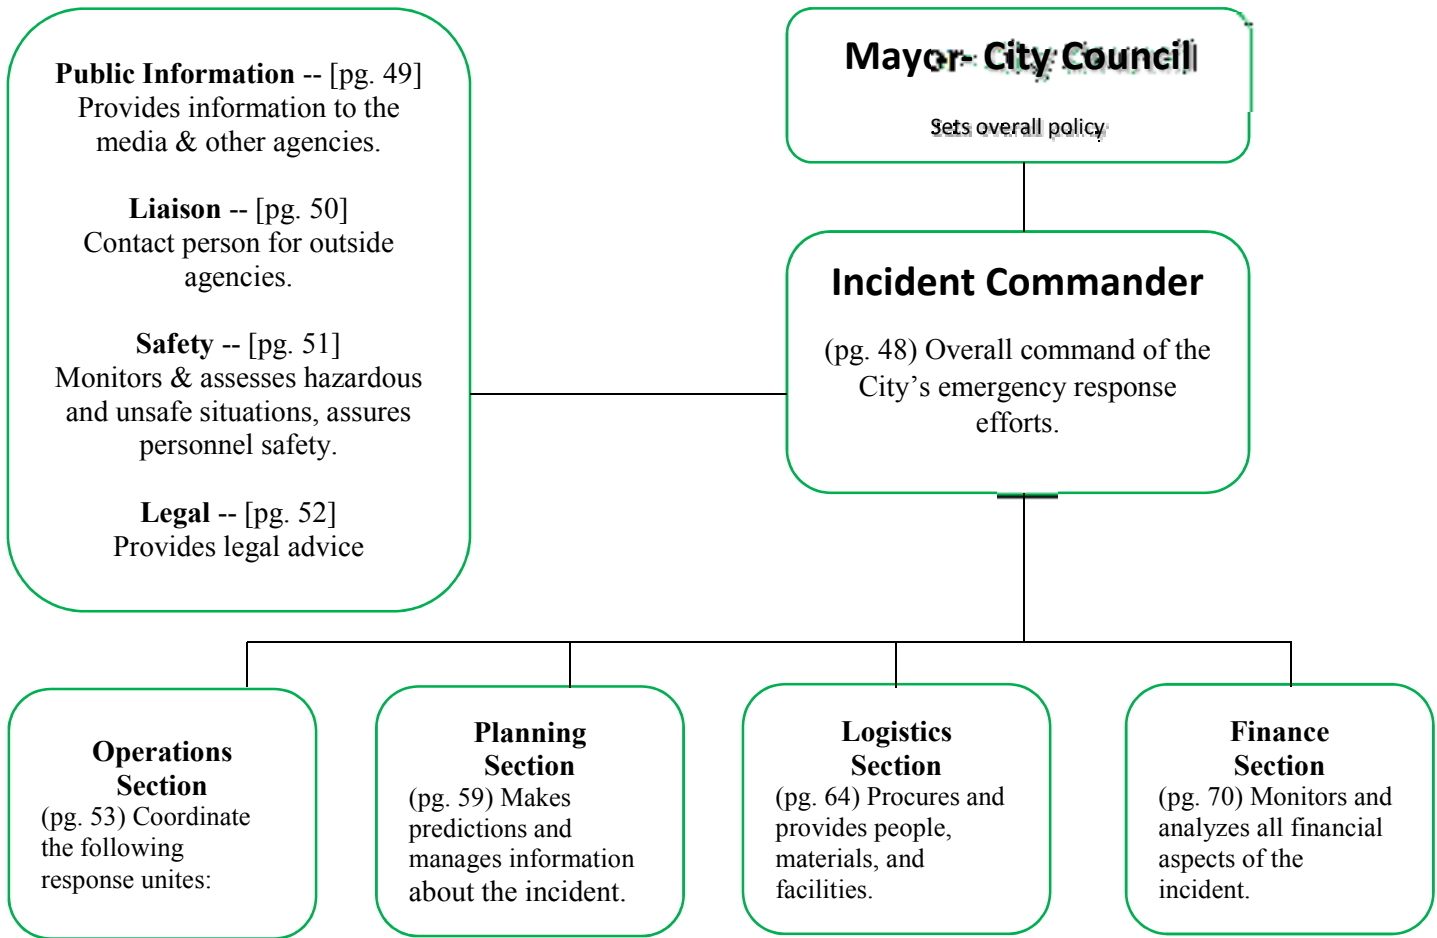 Public Information -- [pg. 49]
Provides information to the
media & other agencies.
Liaison -- [pg. 50]
Contact person for outside
agencies.
Safety -- [pg. 51]
Monitors & assesses hazardous
and unsafe situations, assures
personnel safety.
Legal -- [pg. 52]
Provides legal advice
Mayor- City Council
Sets overall policy
Incident Commander
(pg. 48) Overall command of the
City’s emergency response
efforts.
Operations
Section
(pg. 53) Coordinate
the following
response unites:
Planning
Section
(pg. 59) Makes
predictions and
manages information
about the incident.
Logistics
Section
(pg. 64) Procures and
provides people,
materials, and
facilities.
Finance
Section
(pg. 70) Monitors and
analyzes all financial
aspects of the
incident.